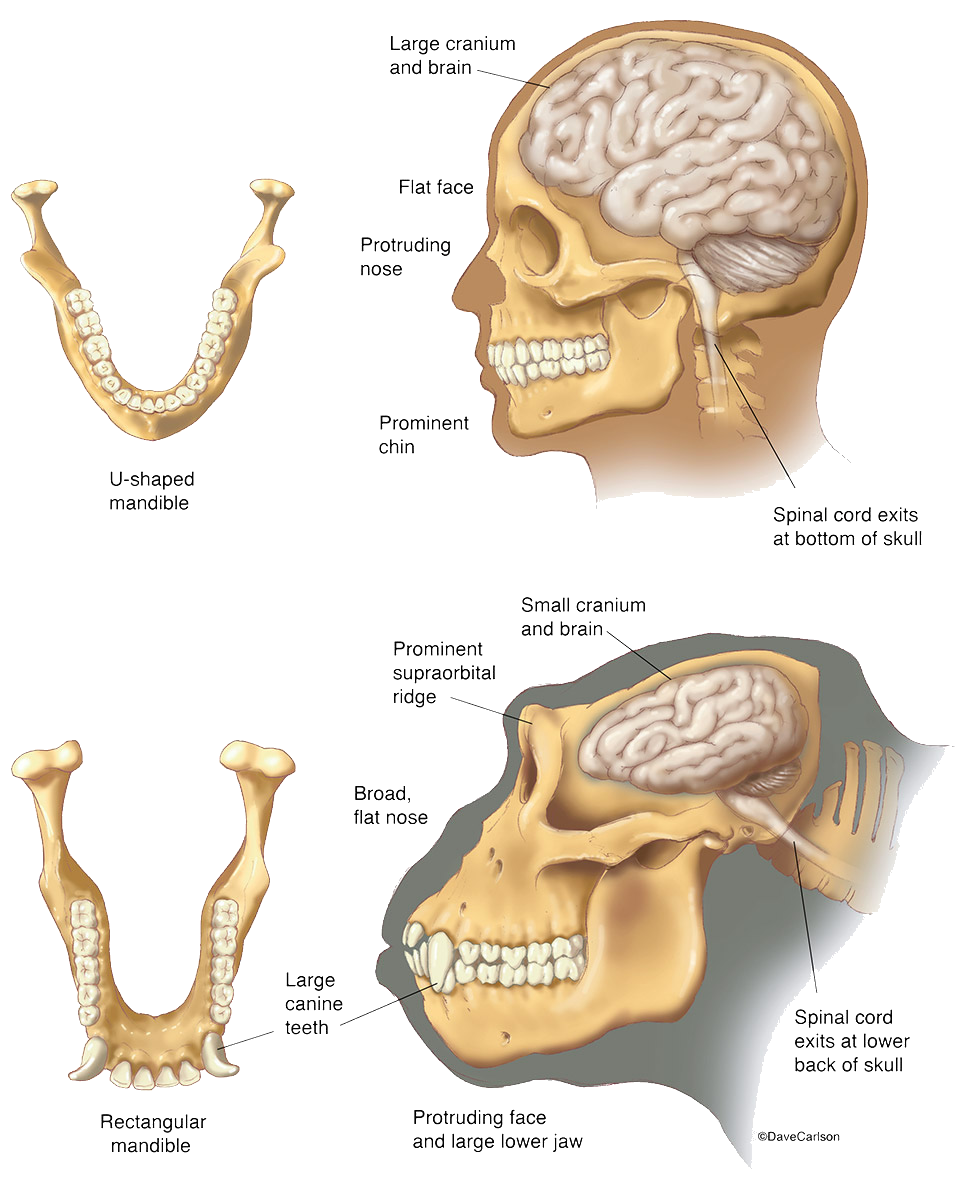 Large cranium
and brain
Flat face
Protruding
nose
Prominent
chin
U-shaped
mandible
Spinal cord exits
at bottom of skull
Small cranium
and brain
Prominent
supraorbital
ridge
Broad,
flat nose
Large
canine
teeth
Spinal cord
exits at lower
back of skull
Rectangular
mandible
Protruding face
and large lower jaw
©DaveCarlson